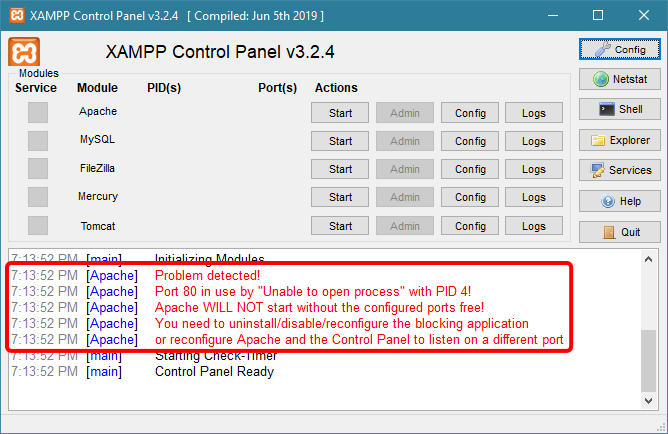 XAMPP Control Panel v3.2.4 [ Compiled: Jun 5th 2019 ]
XAMPP Control Panel v3.2.4
Config
Modules
Service Module PID(s) Port(s) Actions
Netstat
Apache Start Admin Config Logs
Shell
MySQL Start Admin Config Logs
Explorer
FileZilla Start Admin Config Logs
Services
Mercury Start Admin Config Logs
Help
Tomcat Start Admin Config Logs
Quit
7:13:52 PM [main] Initializing Modules
7:13:52 PM [Apache] Problem detected!
7:13:52 PM [Apache] Port 80 in use by "Unable to open process" with PID 4!
7:13:52 PM [Apache] Apache WILL NOT start without the configured ports free!
7:13:52 PM [Apache] You need to uninstall/disable/reconfigure the blocking application
7:13:52 PM [Apache] or reconfigure Apache and the Control Panel to listen on a different port
7:13:52 PM [main] Starting Check-Timer
7:13:52 PM [main] Control Panel Ready